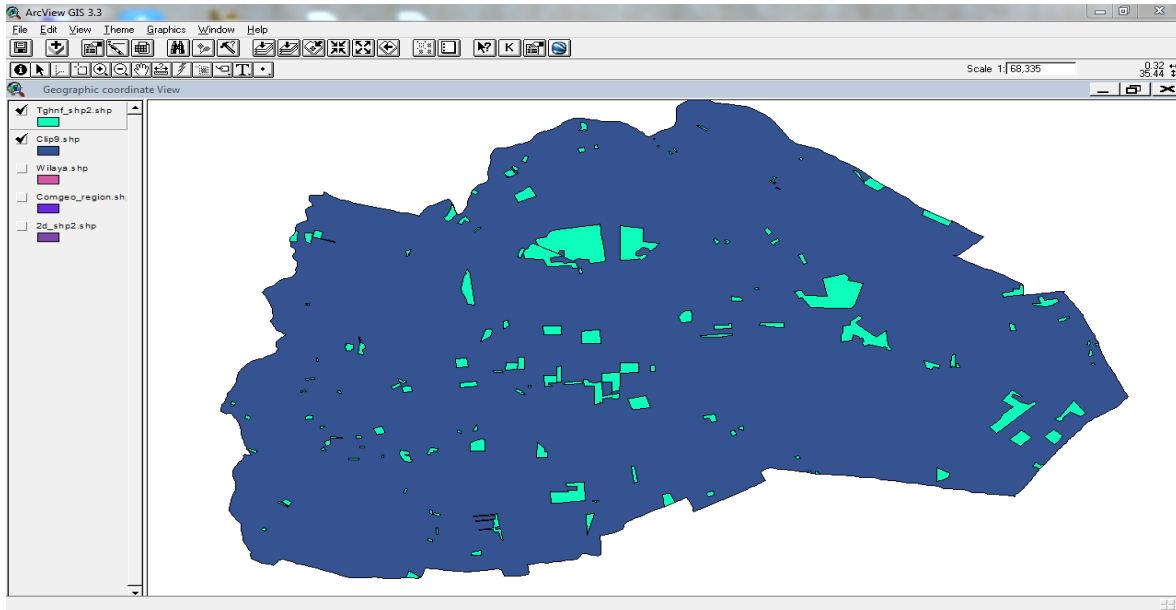 ArcView GIS 3.3
File Edit View Theme Graphics Window Help
K
T
Scale 1: 68,335
0.32
35.44
Geographic coordinate View
Tghnf_shp2.shp
Clip9.shp
Wilaya.shp
Comgeo_region.sh
2d_shp2.shp